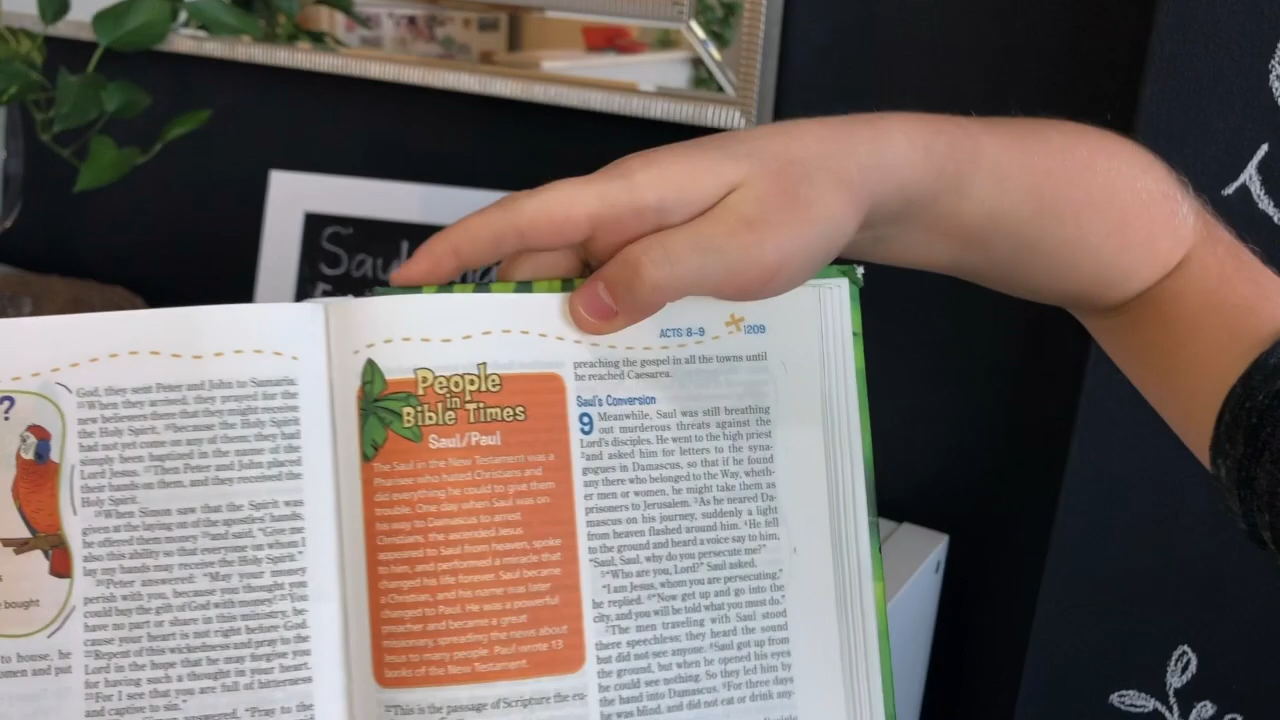 Saul
?
e bought
to house, he
omen and put
God, they sent Peter and John to Samaria.
15When they arrived, they prayed for the
new believers there that they might receive
the Holy Spirit, 16because the Holy Spirit
had not yet come on any of them; they had
simply been baptized in the name of the
Lord Jesus. 17Then Peter and John placed
their hands on them, and they received the
Holy Spirit.
18When Simon saw that the Spirit was
given at the laying on of the apostles' hands,
he offered them money 19and said, "Give me
also this ability so that everyone on whom I
lay my hands may receive the Holy Spirit."
20Peter answered: "May your money
perish with you, because you thought you
could buy the gift of God with money! 21You
have no part or share in this ministry, be-
cause your heart is not right before God.
22Repent of this wickedness and pray to the
Lord in the hope that he may forgive you
for having such a thought in your heart.
23For I see that you are full of bitterness
and captive to sin."
answered, "Pray to the
ACTS 8–9 1209
People
in
Bible Times
Saul/Paul
The Saul in the New Testament was a
Pharisee who hated Christians and
did everything he could to give them
trouble. One day when Saul was on
his way to Damascus to arrest
Christians, the ascended Jesus
appeared to Saul from heaven, spoke
to him, and performed a miracle that
changed his life forever. Saul became
a Christian, and his name was later
changed to Paul. He was a powerful
preacher and became a great
missionary, spreading the news about
Jesus to many people. Paul wrote 13
books of the New Testament.
32This is the passage of Scripture the eu-
preaching the gospel in all the towns until
he reached Caesarea.
Saul's Conversion
9 Meanwhile, Saul was still breathing
out murderous threats against the
Lord's disciples. He went to the high priest
2and asked him for letters to the syna-
gogues in Damascus, so that if he found
any there who belonged to the Way, wheth-
er men or women, he might take them as
prisoners to Jerusalem. 3As he neared Da-
mascus on his journey, suddenly a light
from heaven flashed around him. 4He fell
to the ground and heard a voice say to him,
"Saul, Saul, why do you persecute me?"
5"Who are you, Lord?" Saul asked.
"I am Jesus, whom you are persecuting,"
he replied. 6"Now get up and go into the
city, and you will be told what you must do."
7The men traveling with Saul stood
there speechless; they heard the sound
but did not see anyone. 8Saul got up from
the ground, but when he opened his eyes
he could see nothing. So they led him by
the hand into Damascus. 9For three days
he was blind, and did not eat or drink any-